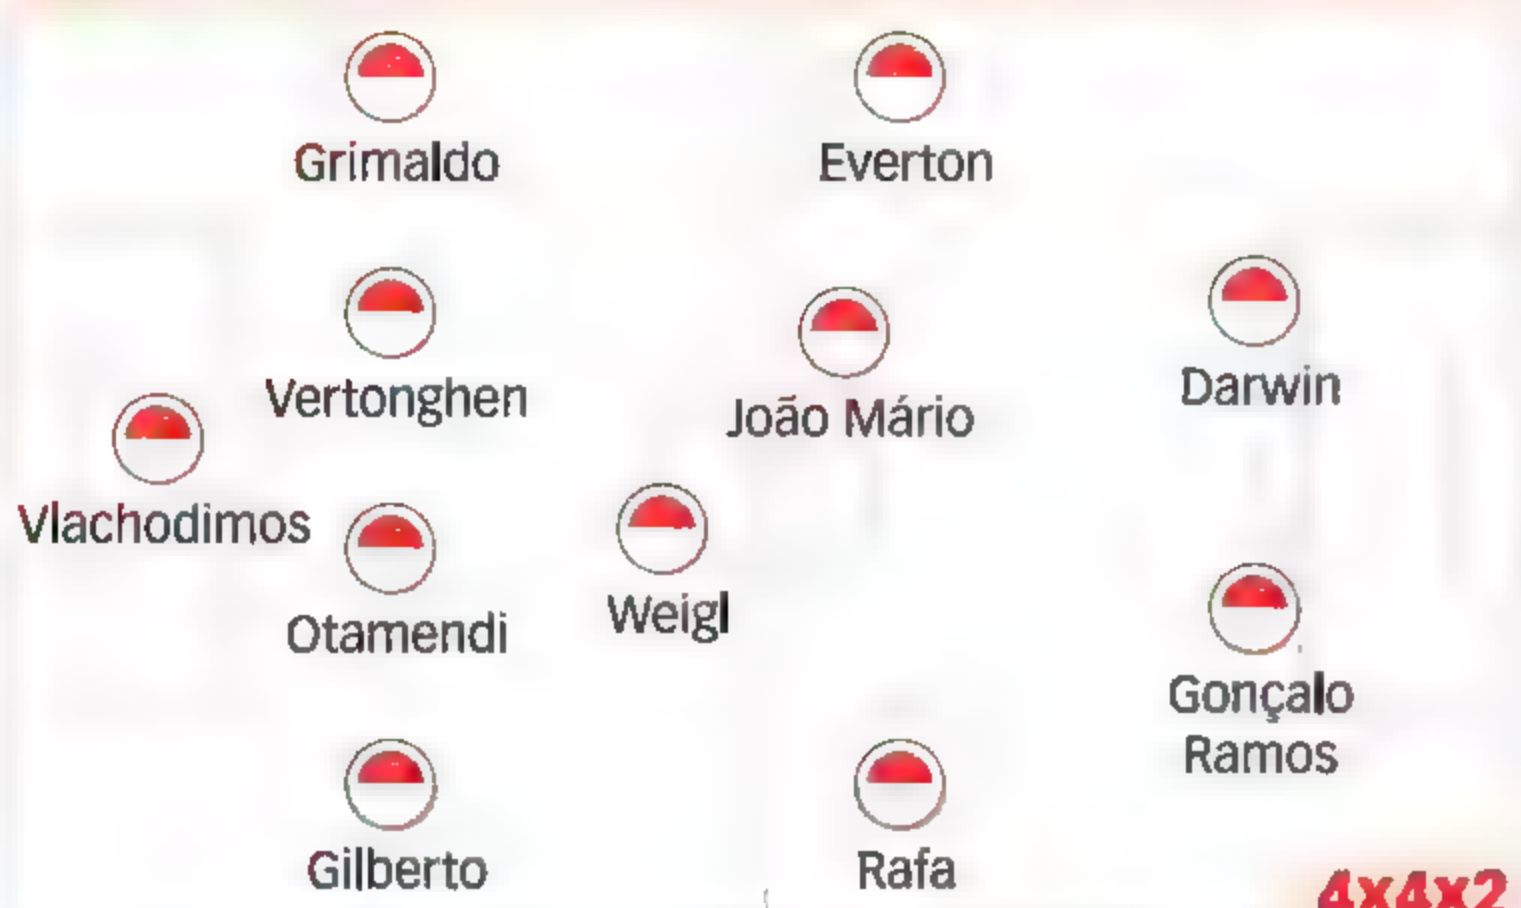 Grimaldo
Everton
Vertonghen
João Mário
Darwin
Vlachodimos
Otamendi
Weigl
Gonçalo
Ramos
Gilberto
Rafa
4x4x2